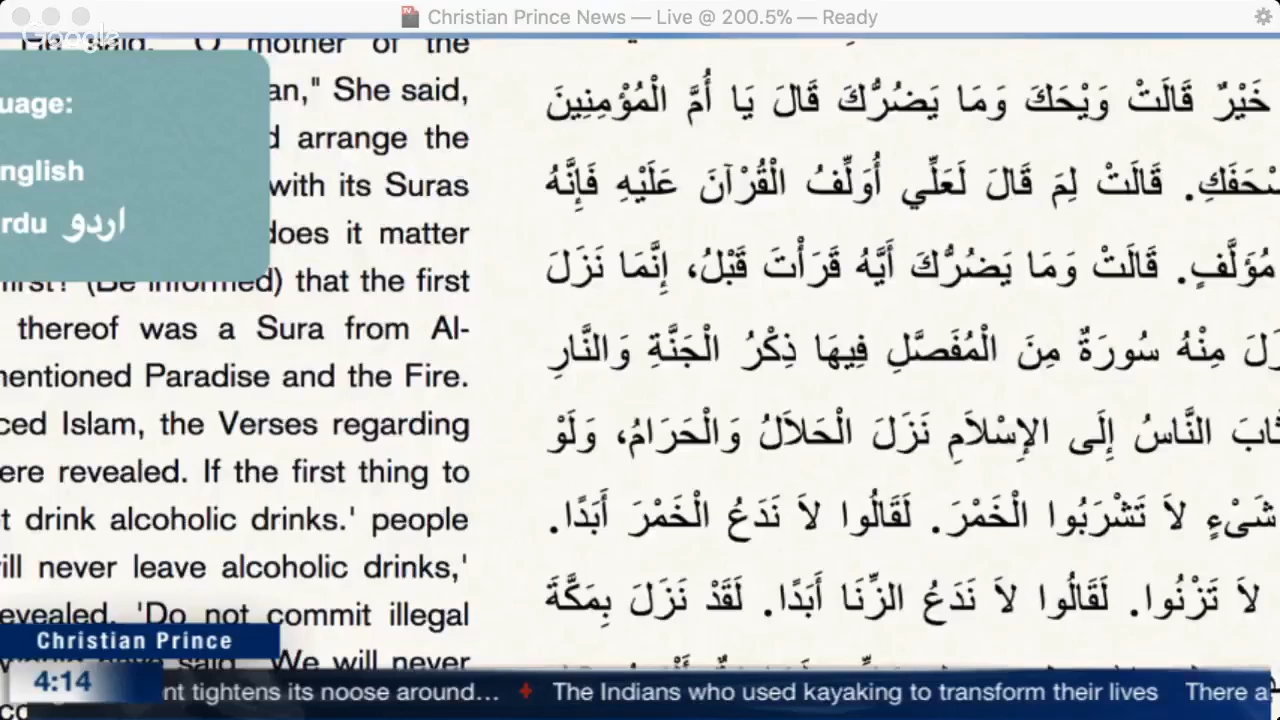 Christian Prince News — Live @ 200.5% — Ready
Google
He said, "O mother of the
an," She said,
arrange the
with its Suras
does it matter
(Be informed) that the first
thereof was a Sura from Al-
mentioned Paradise and the Fire.
ced Islam, the Verses regarding
ere revealed. If the first thing to
t drink alcoholic drinks.' people
ill never leave alcoholic drinks,'
evealed, 'Do not commit illegal
said, 'We will never
uage:
nglish
rdu اردو
خَيْرٌ قَالَتْ وَيْحَكَ وَمَا يَضُرُّكَ قَالَ يَا أُمَّ الْمُؤْمِنِينَ
صْحَفَكِ. قَالَتْ لِمَ قَالَ لَعَلِّي أُوَلِّفُ الْقُرْآنَ عَلَيْهِ فَإِنَّهُ
مُؤَلَّفٍ. قَالَتْ وَمَا يَضُرُّكَ أَيَّهُ قَرَأْتَ قَبْلُ، إِنَّمَا نَزَلَ
زَلَ مِنْهُ سُورَةٌ مِنَ الْمُفَصَّلِ فِيهَا ذِكْرُ الْجَنَّةِ وَالنَّارِ
ثَابَ النَّاسُ إِلَى الإِسْلاَمِ نَزَلَ الْحَلاَلُ وَالْحَرَامُ، وَلَوْ
شَىْءٍ لاَ تَشْرَبُوا الْخَمْرَ. لَقَالُوا لاَ نَدَعُ الْخَمْرَ أَبَدًا.
لاَ تَزْنُوا. لَقَالُوا لاَ نَدَعُ الزِّنَا أَبَدًا. لَقَدْ نَزَلَ بِمَكَّةَ
Christian Prince
4:14
nt tightens its noose around... The Indians who used kayaking to transform their lives There a